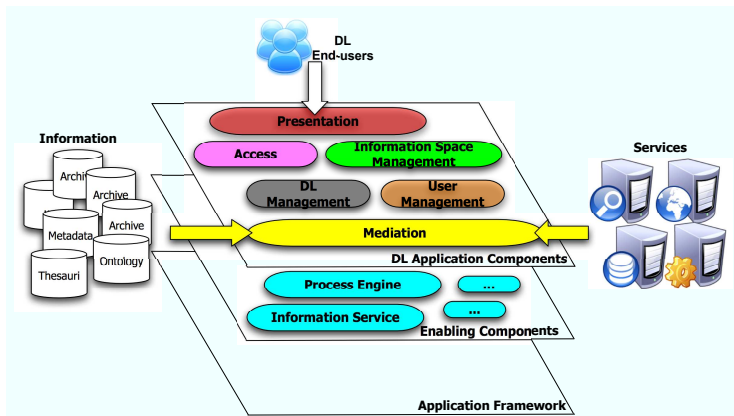 DL
End-users
Presentation
Information
Services
Access
Information Space
Management
Archi
Archive
DL
Management
User
Management
Archive
Metadata
Mediation
Ontology
Thesauri
DL Application Components
Process Engine
...
Information Service
...
Enabling Components
Application Framework